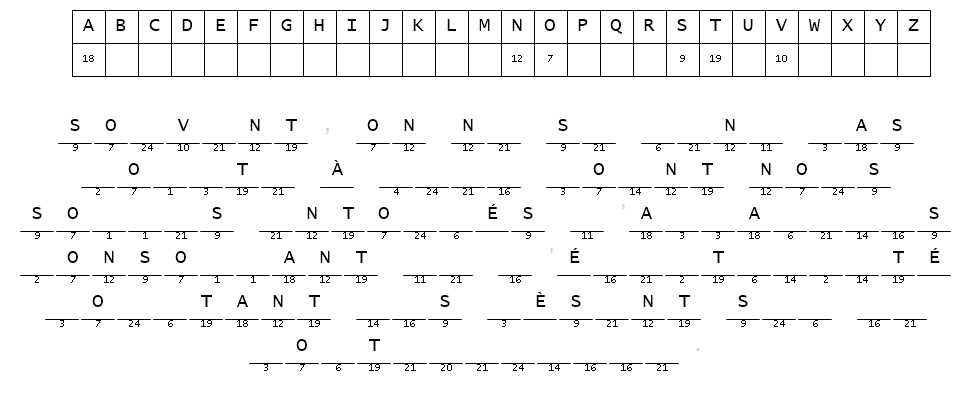 A B C D E F G H I J K L M N O P Q R S T U V W X Y Z
18 12 7 9 19 10
S O V N T ' O N N S N A S
9 7 24 10 21 12 19 7 12 12 21 9 21 6 21 12 11 3 18 9
O T À O N T N O S
2 7 1 3 19 21 4 24 21 16 3 7 14 12 19 12 7 24 9
S O S N T O É S ' A A S
9 7 1 1 21 9 21 12 19 7 24 6 9 11 18 3 3 18 6 21 14 16 9
O N S O A N T ' É T T É
2 7 12 9 7 1 1 18 12 19 11 21 16 16 21 2 19 6 14 2 14 19
O T A N T S È S N T S
3 7 24 6 19 18 12 19 14 16 9 3 9 21 12 19 9 24 6 16 21
O T .
3 7 6 19 21 20 21 24 14 16 16 21